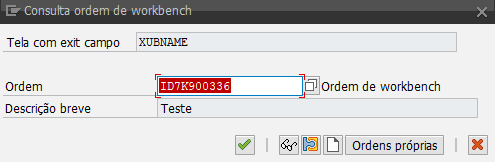 Consulta ordem de workbench
Tela com exit campo XUBNAME
Ordem ID7K900336 Ordem de workbench
Descrição breve Teste
Ordens próprias